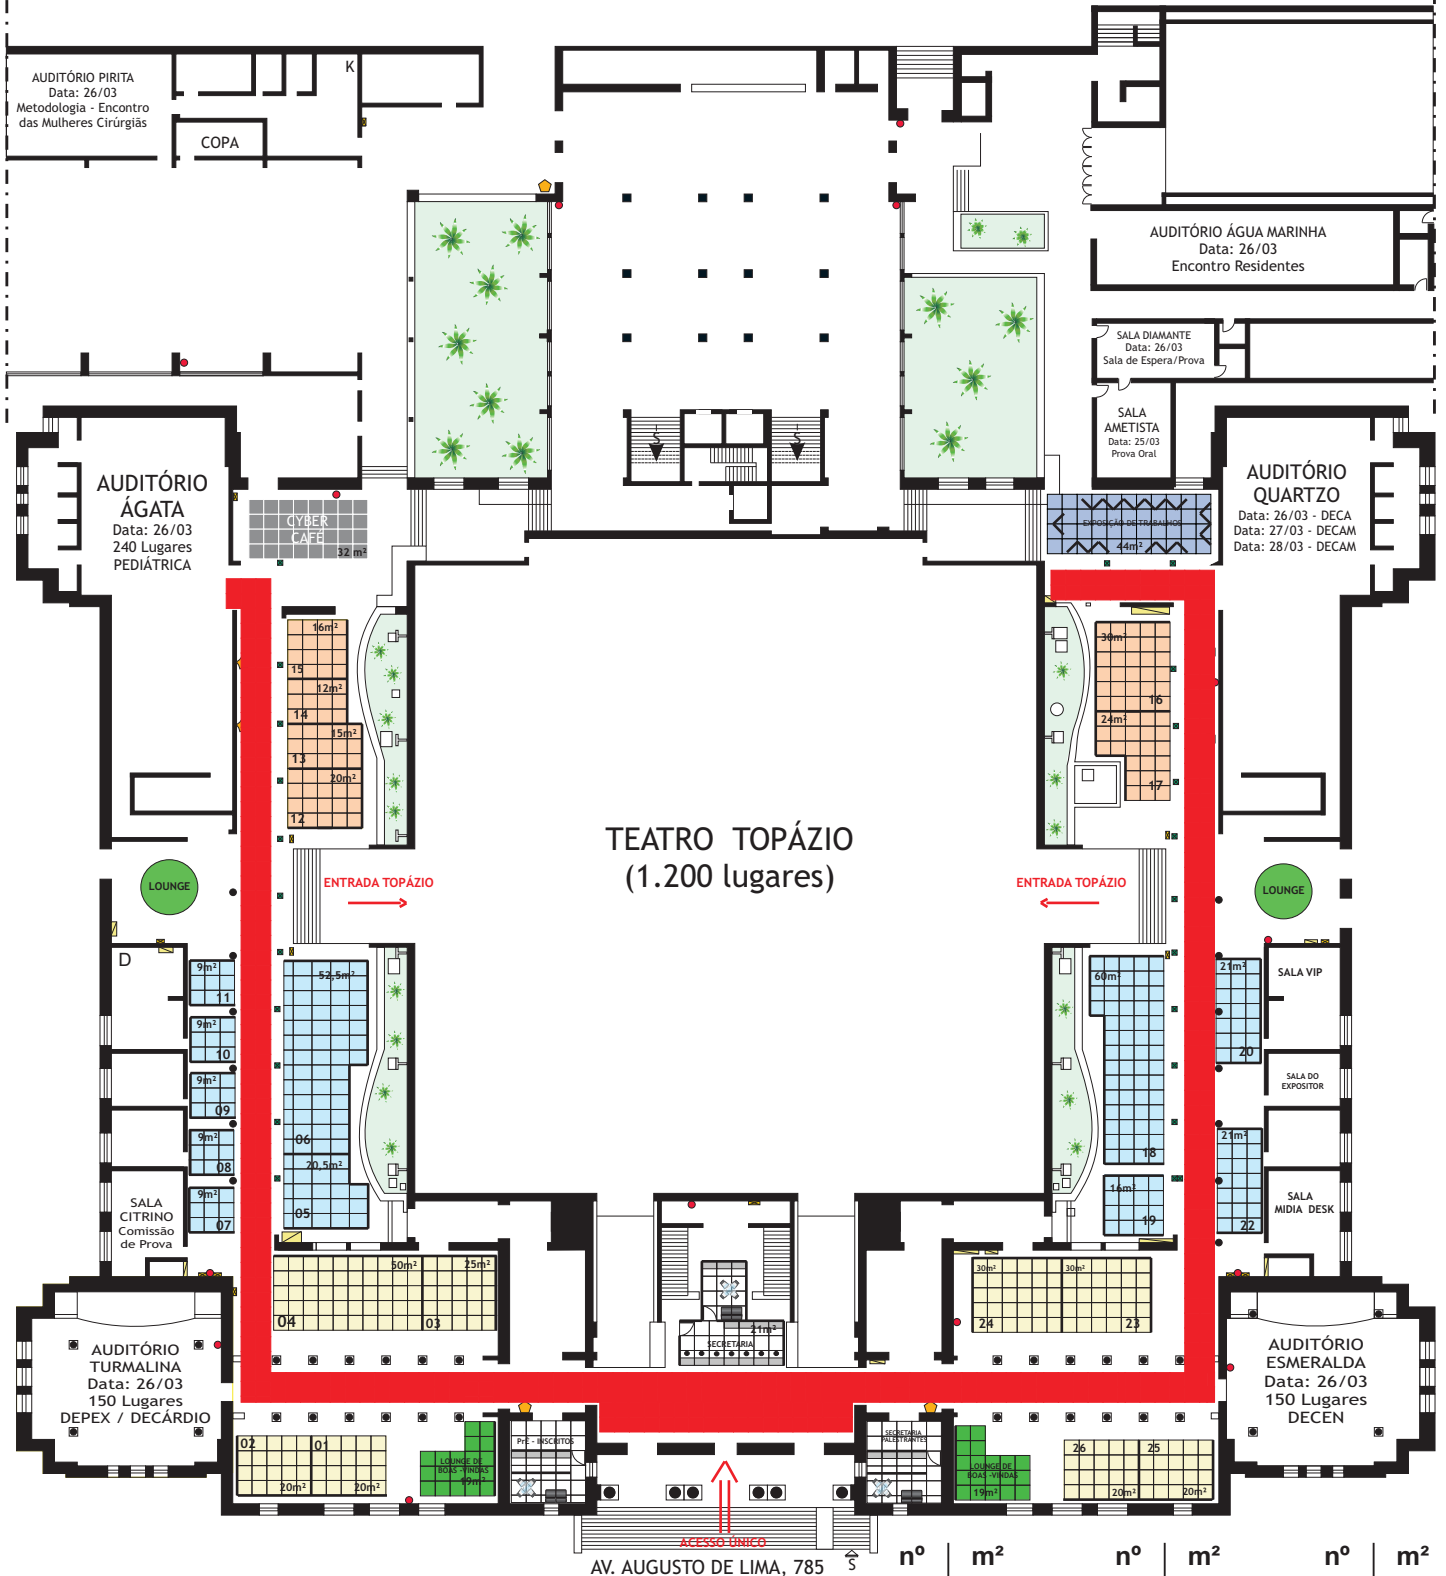 AUDITÓRIO PIRITA
Data: 26/03
Metodologia - Encontro
das Mulheres Cirúrgiãs
K
COPA
AUDITÓRIO ÁGUA MARINHA
Data: 26/03
Encontro Residentes
SALA DIAMANTE
Data: 26/03
Sala de Espera/Prova
SALA
AMETISTA
Data: 25/03
Prova Oral
S
S
AUDITÓRIO
ÁGATA
Data: 26/03
240 Lugares
PEDIÁTRICA
CYBER
CAFÉ
32 m²
EXPOSIÇÃO DE TRABALHOS
44m²
AUDITÓRIO
QUARTZO
Data: 26/03 - DECA
Data: 27/03 - DECAM
Data: 28/03 - DECAM
16m²
15
12m²
14
15m²
13
20m²
12
30m²
16
24m²
17
TEATRO TOPÁZIO
(1.200 lugares)
ENTRADA TOPÁZIO
ENTRADA TOPÁZIO
LOUNGE
LOUNGE
D
9m²
11
9m²
10
9m²
09
9m²
08
9m²
07
52,5m²
06
20,5m²
05
60m²
18
16m²
19
21m²
20
21m²
22
SALA VIP
SALA DO
EXPOSITOR
SALA
MIDIA DESK
SALA
CITRINO
Comissão
de Prova
50m²
04
25m²
03
21m²
SECRETARIA
30m²
24
30m²
23
AUDITÓRIO
TURMALINA
Data: 26/03
150 Lugares
DEPEX / DECÁRDIO
AUDITÓRIO
ESMERALDA
Data: 26/03
150 Lugares
DECEN
02
20m²
01
20m²
LOUNGE DE
BOAS -VINDAS
19m²
PrÉ - INSCRITOS
SECRETARIA
PALESTRANTES
LOUNGE DE
BOAS -VINDAS
19m²
26
20m²
25
20m²
ACESSO ÚNICO
AV. AUGUSTO DE LIMA, 785
S
nº m² nº m² nº m²